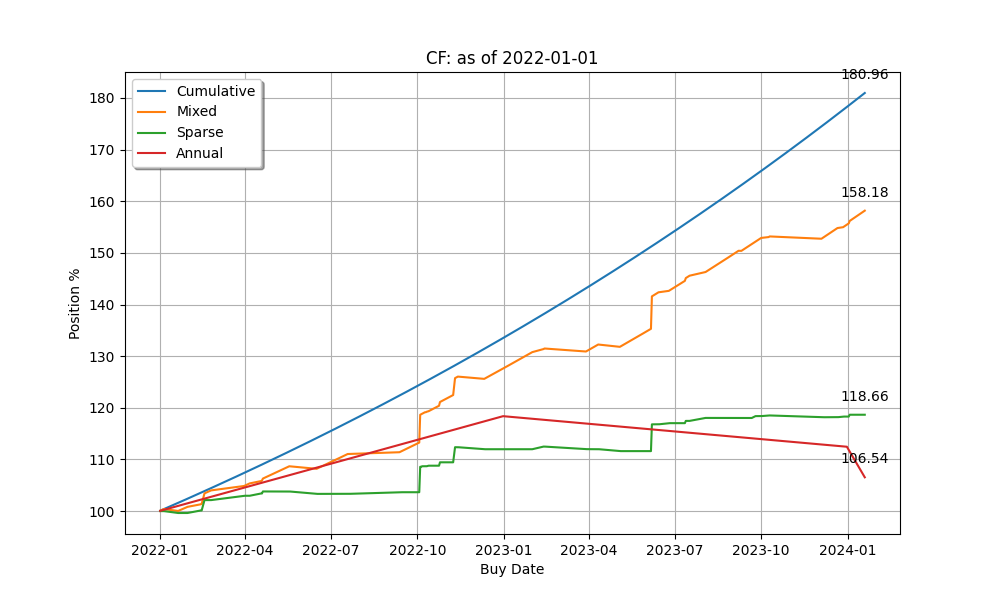 CF: as of 2022-01-01
Cumulative
Mixed
Sparse
Annual
180.96
158.18
118.66
106.54
Position %
180
170
160
150
140
130
120
110
100
2022-01 2022-04 2022-07 2022-10 2023-01 2023-04 2023-07 2023-10 2024-01
Buy Date